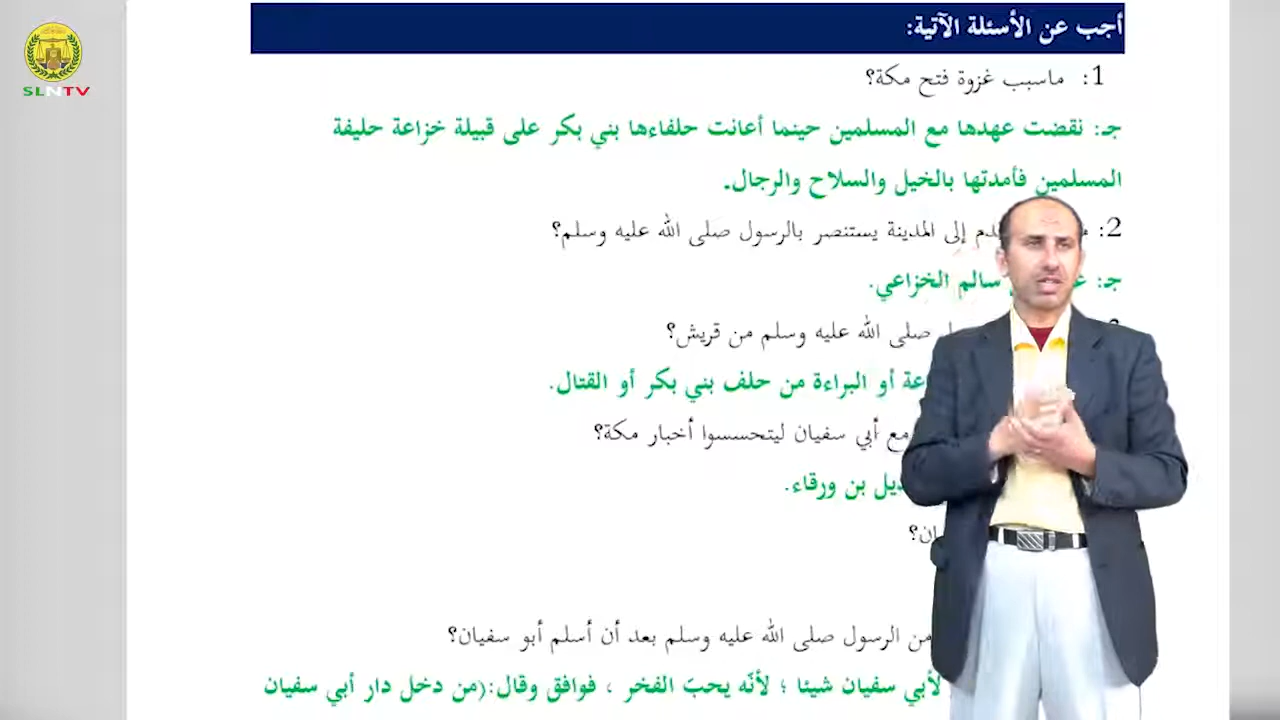 SLNTV
أجب عن الأسئلة الآتية:
1: ماسبب غزوة فتح مكة؟
جـ: نقضت عهدها مع المسلمين حينما أعانت حلفاءها بني بكر على قبيلة خزاعة حليفة
المسلمين فأمدتها بالخيل والسلاح والرجال.
2: إلى المدينة يستنصر بالرسول صلى الله عليه وسلم؟
جـ: سالم الخزاعي.
صلى الله عليه وسلم من قريش؟
أو البراءة من حلف بني بكر أو القتال.
مع أبي سفيان ليتحسسوا أخبار مكة؟
بن ورقاء.
من الرسول صلى الله عليه وسلم بعد أن أسلم أبو سفيان؟
لأبي سفيان شيئا ؛ لأنّه يحبّ الفخر ، فوافق وقال:(من دخل دار أبي سفيان